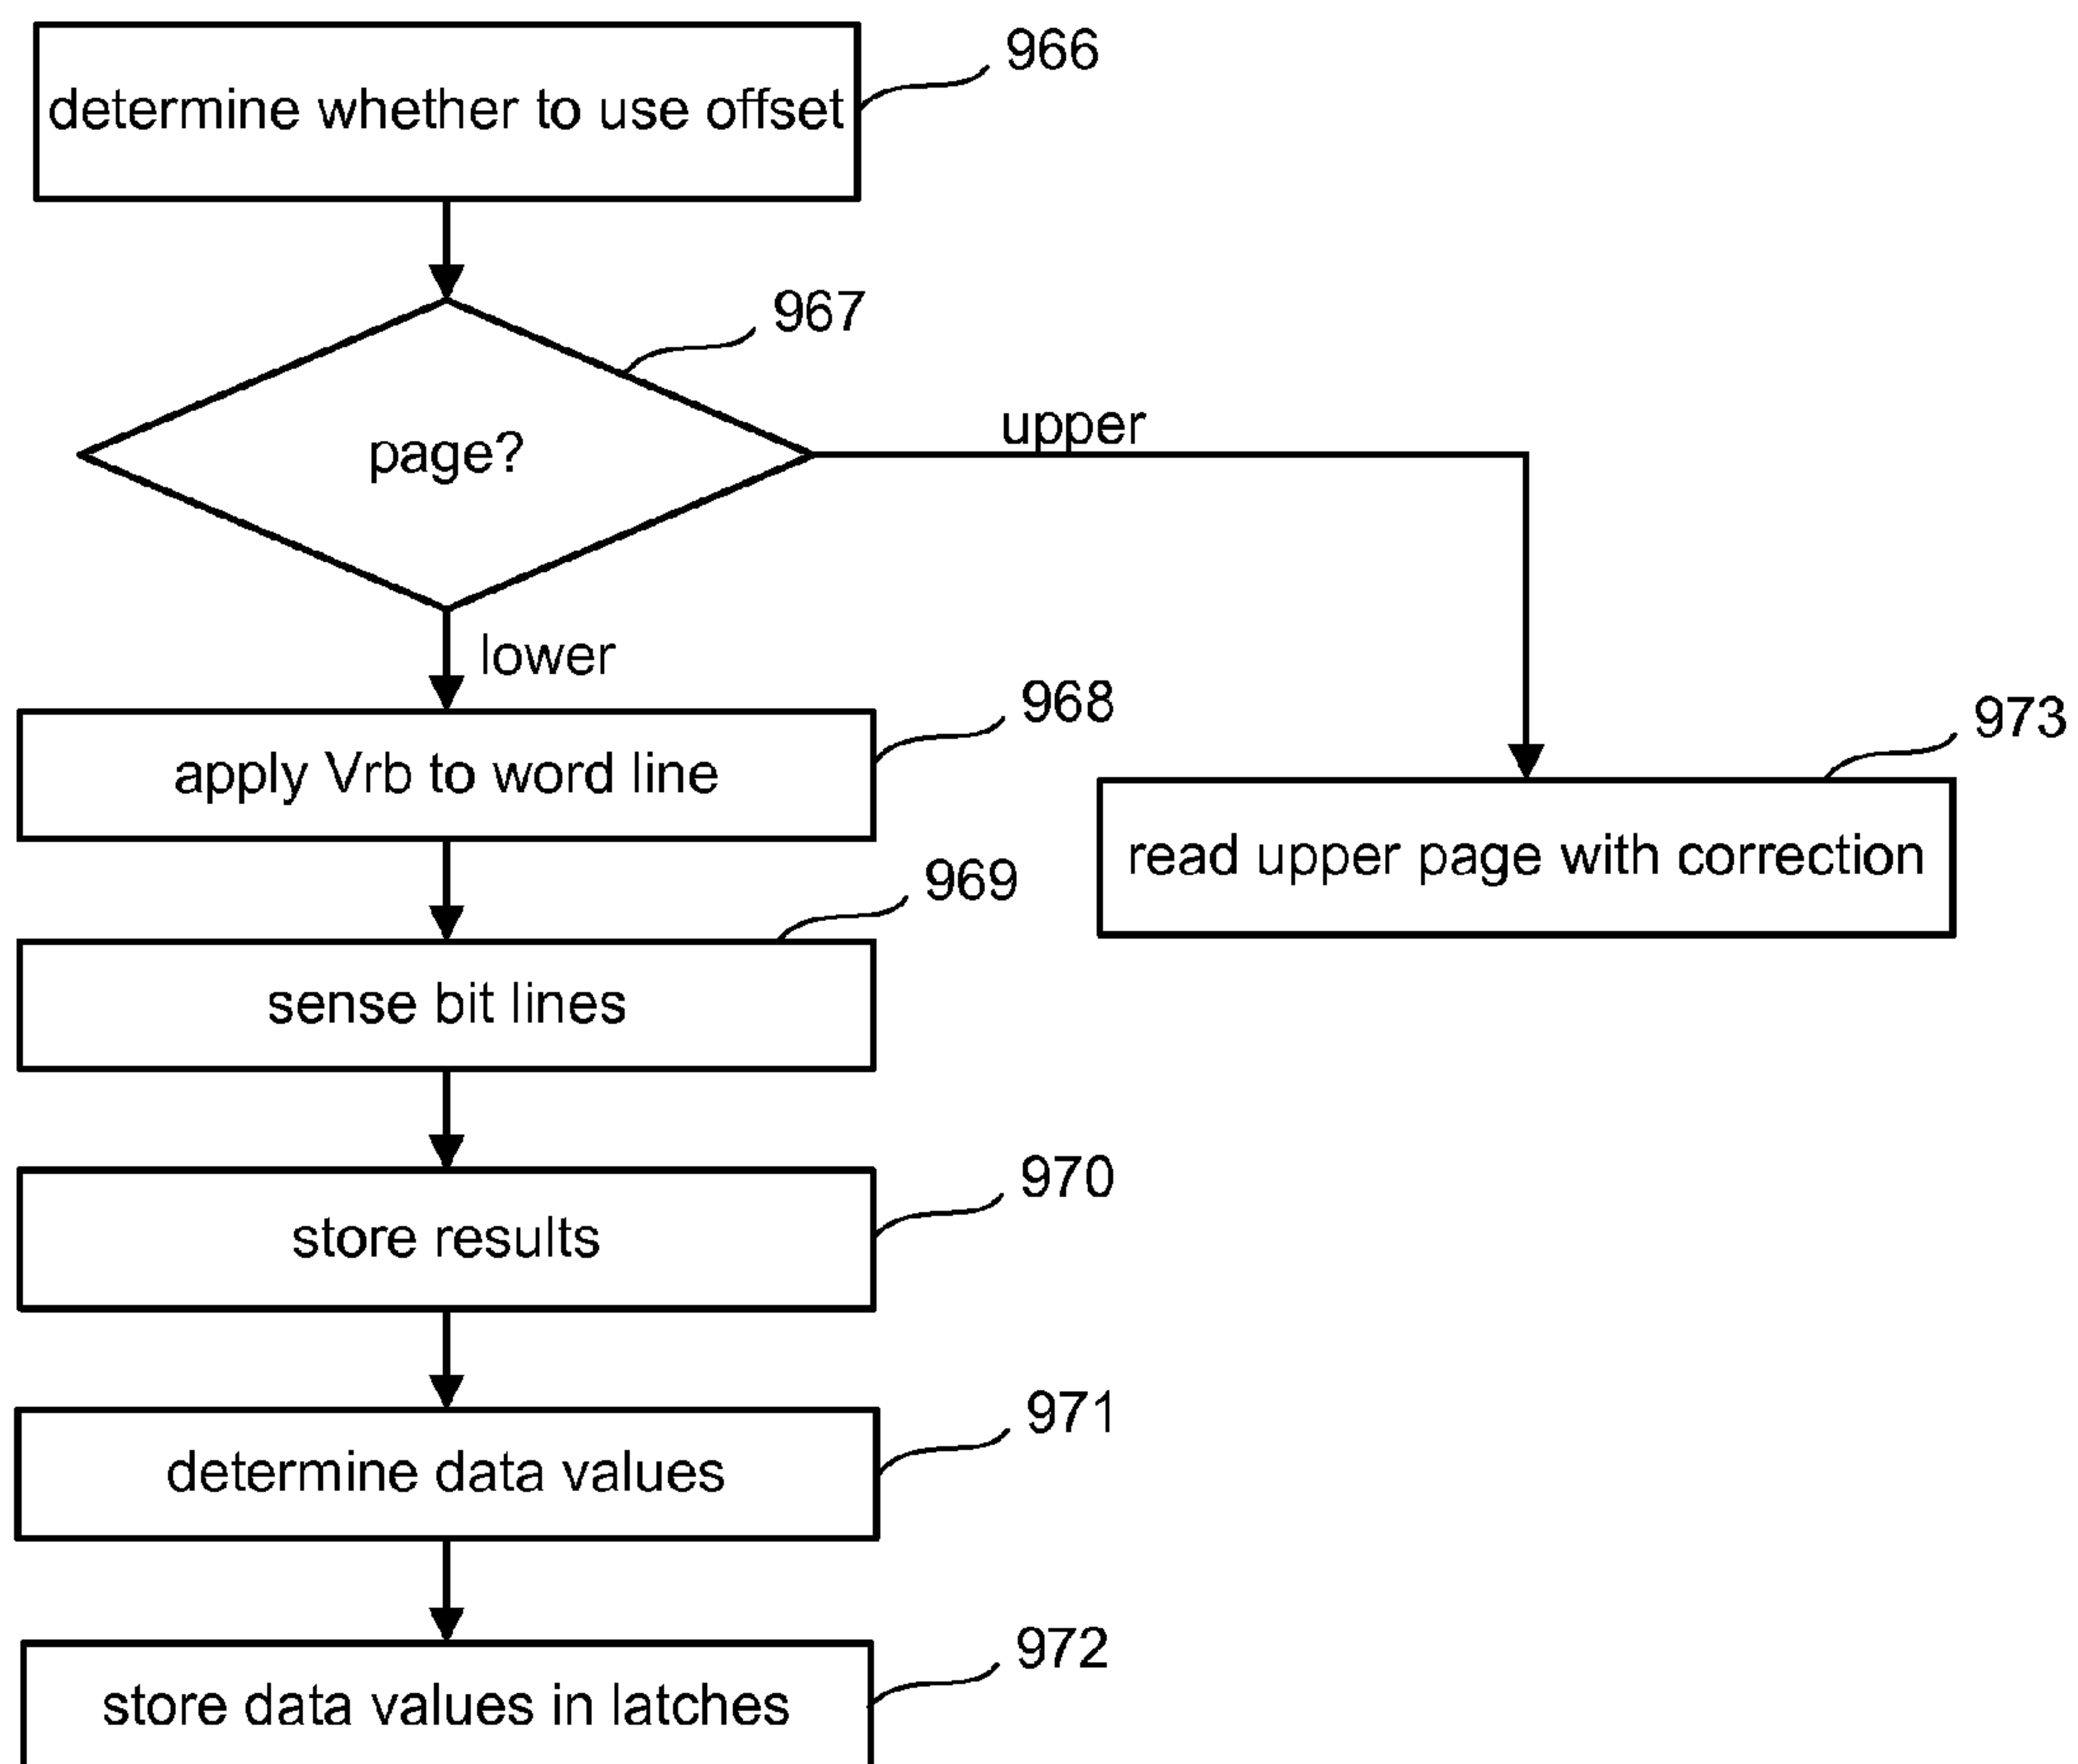 966
determine whether to use offset
967
page?
upper
lower
968
apply Vrb to word line
973
read upper page with correction
969
sense bit lines
970
store results
971
determine data values
972
store data values in latches